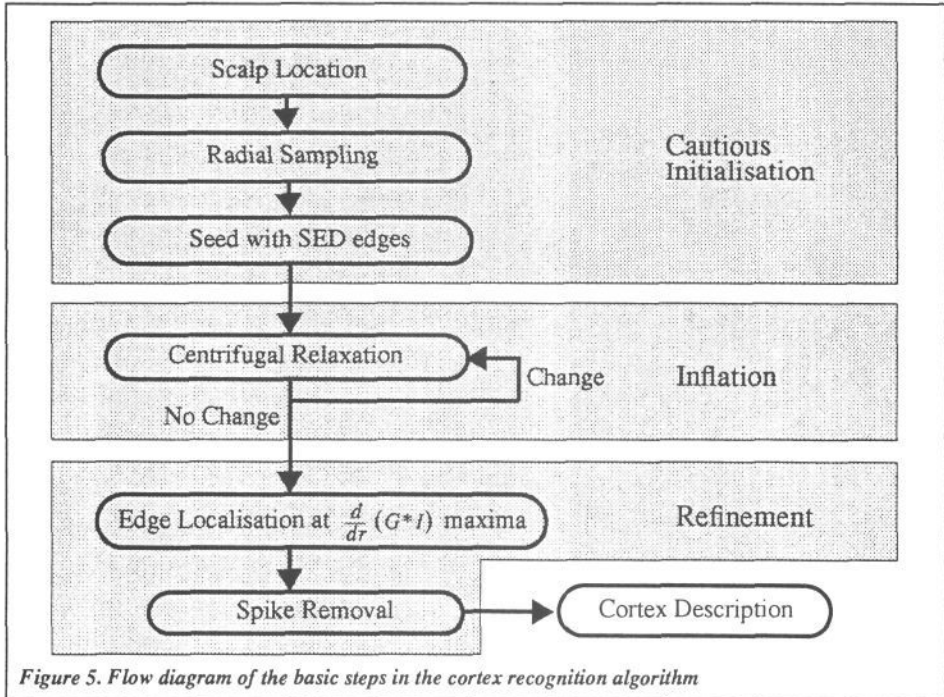 Scalp Location
Radial Sampling
Cautious
Initialisation
Seed with SED edges
Centrifugal Relaxation
Change
Inflation
No Change
Edge Localisation at d/dr (G*I) maxima
Refinement
Spike Removal
Cortex Description
Figure 5. Flow diagram of the basic steps in the cortex recognition algorithm